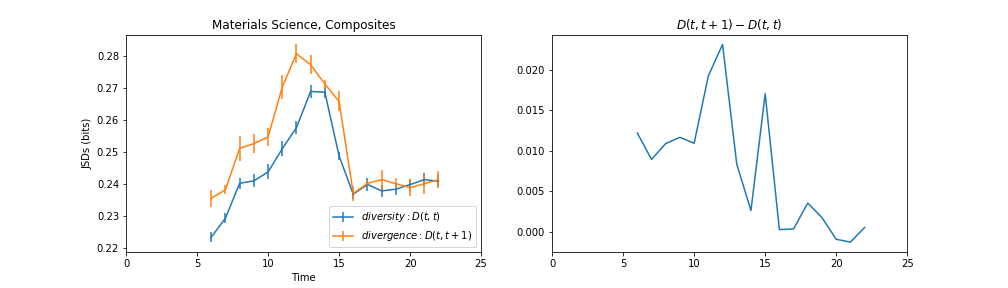 Materials Science, Composites
JSDs (bits)
0.28
0.27
0.26
0.25
0.24
0.23
0.22
diversity: D(t, t)
divergence: D(t, t + 1)
0 5 10 15 20 25
Time
D(t, t + 1) − D(t, t)
0.020
0.015
0.010
0.005
0.000
0 5 10 15 20 25